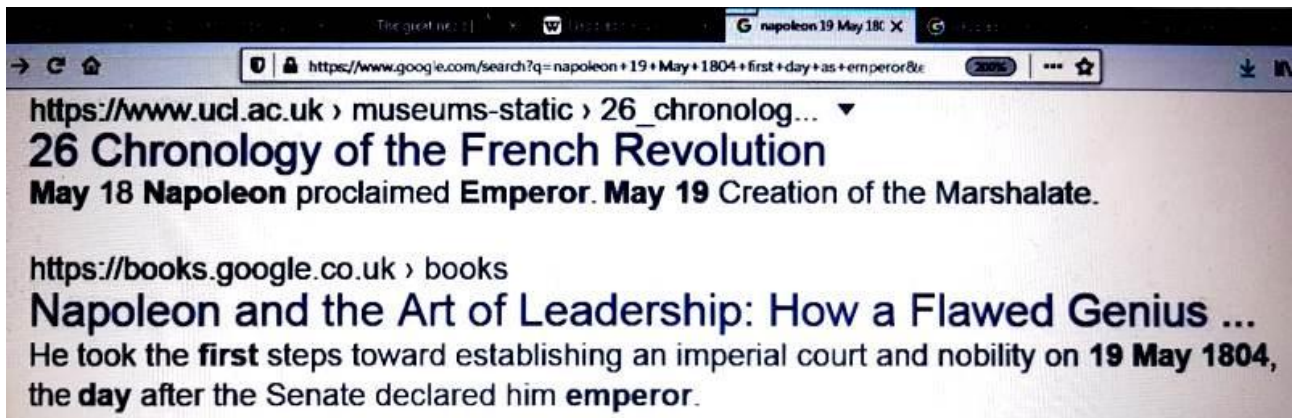 The great ne
W
G napoleon 19 May 180 X G
https://www.google.com/search?q=napoleon+19+May+1804+first+day+as+emperor&e 200%
https://www.ucl.ac.uk › museums-static › 26_chronolog...
26 Chronology of the French Revolution
May 18 Napoleon proclaimed Emperor. May 19 Creation of the Marshalate.
https://books.google.co.uk › books
Napoleon and the Art of Leadership: How a Flawed Genius ...
He took the first steps toward establishing an imperial court and nobility on 19 May 1804,
the day after the Senate declared him emperor.